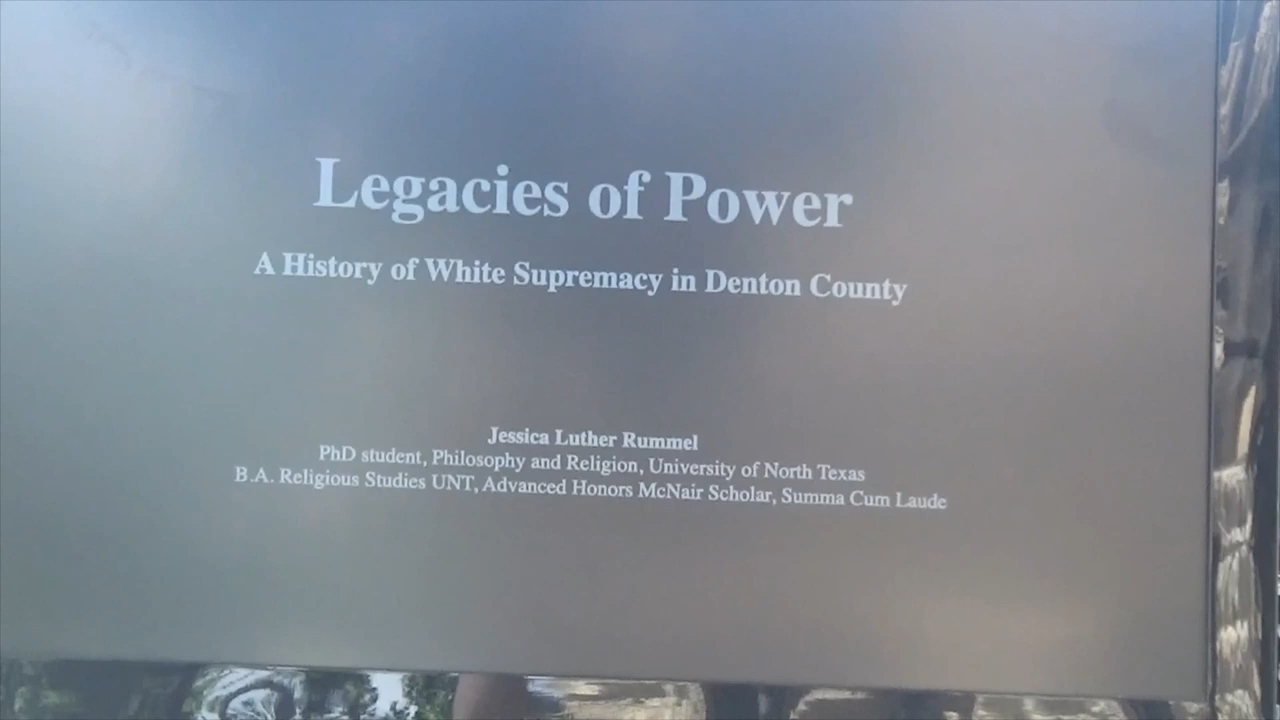 Legacies of Power
A History of White Supremacy in Denton County
Jessica Luther Rummel
PhD student, Philosophy and Religion, University of North Texas
B.A. Religious Studies UNT, Advanced Honors McNair Scholar, Summa Cum Laude